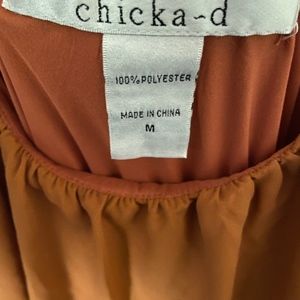 chicka-d
100% POLYESTER
MADE IN CHINA
M